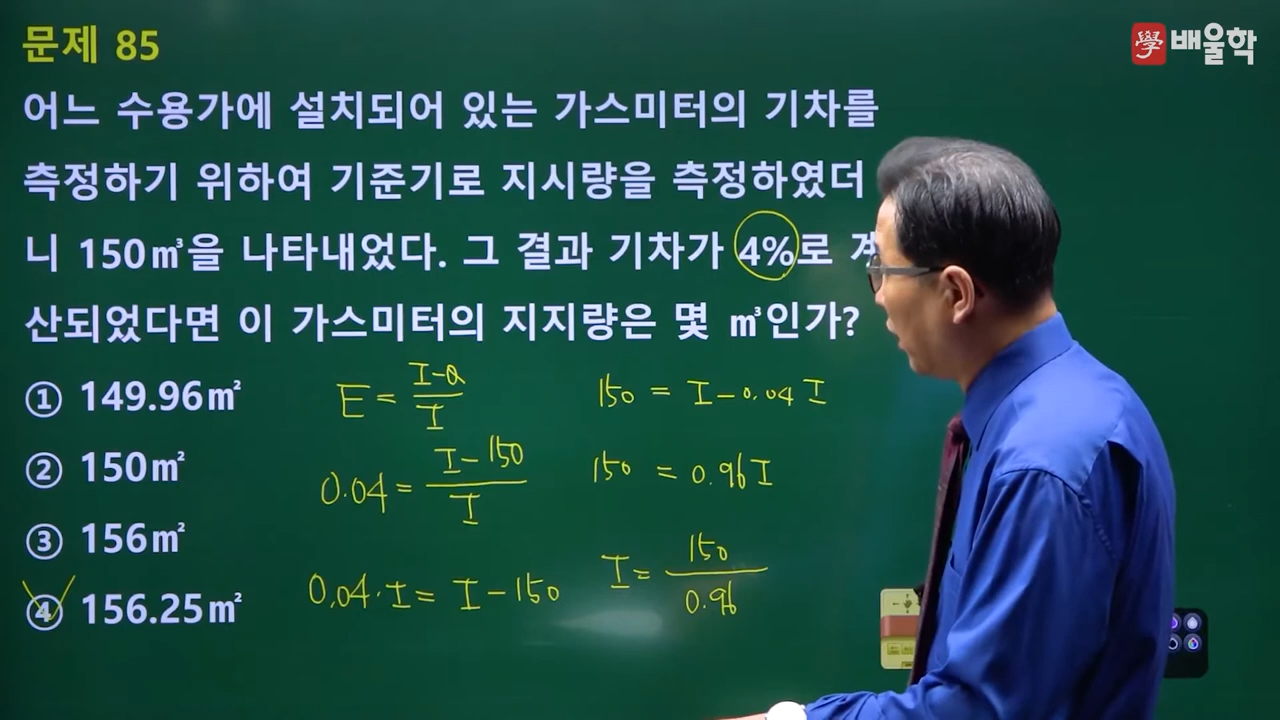 문제 85
學 배울학
어느 수용가에 설치되어 있는 가스미터의 기차를
측정하기 위하여 기준기로 지시량을 측정하였더
니 150㎥을 나타내었다. 그 결과 기차가 4%로 계
산되었다면 이 가스미터의 지지량은 몇 ㎥인가?
① 149.96㎡
② 150㎡
③ 156㎡
④ 156.25㎡
E = I-Q / I
0.04 = I-150 / I
0.04·I = I-150
150 = I-0.04 I
150 = 0.96 I
I = 150 / 0.96